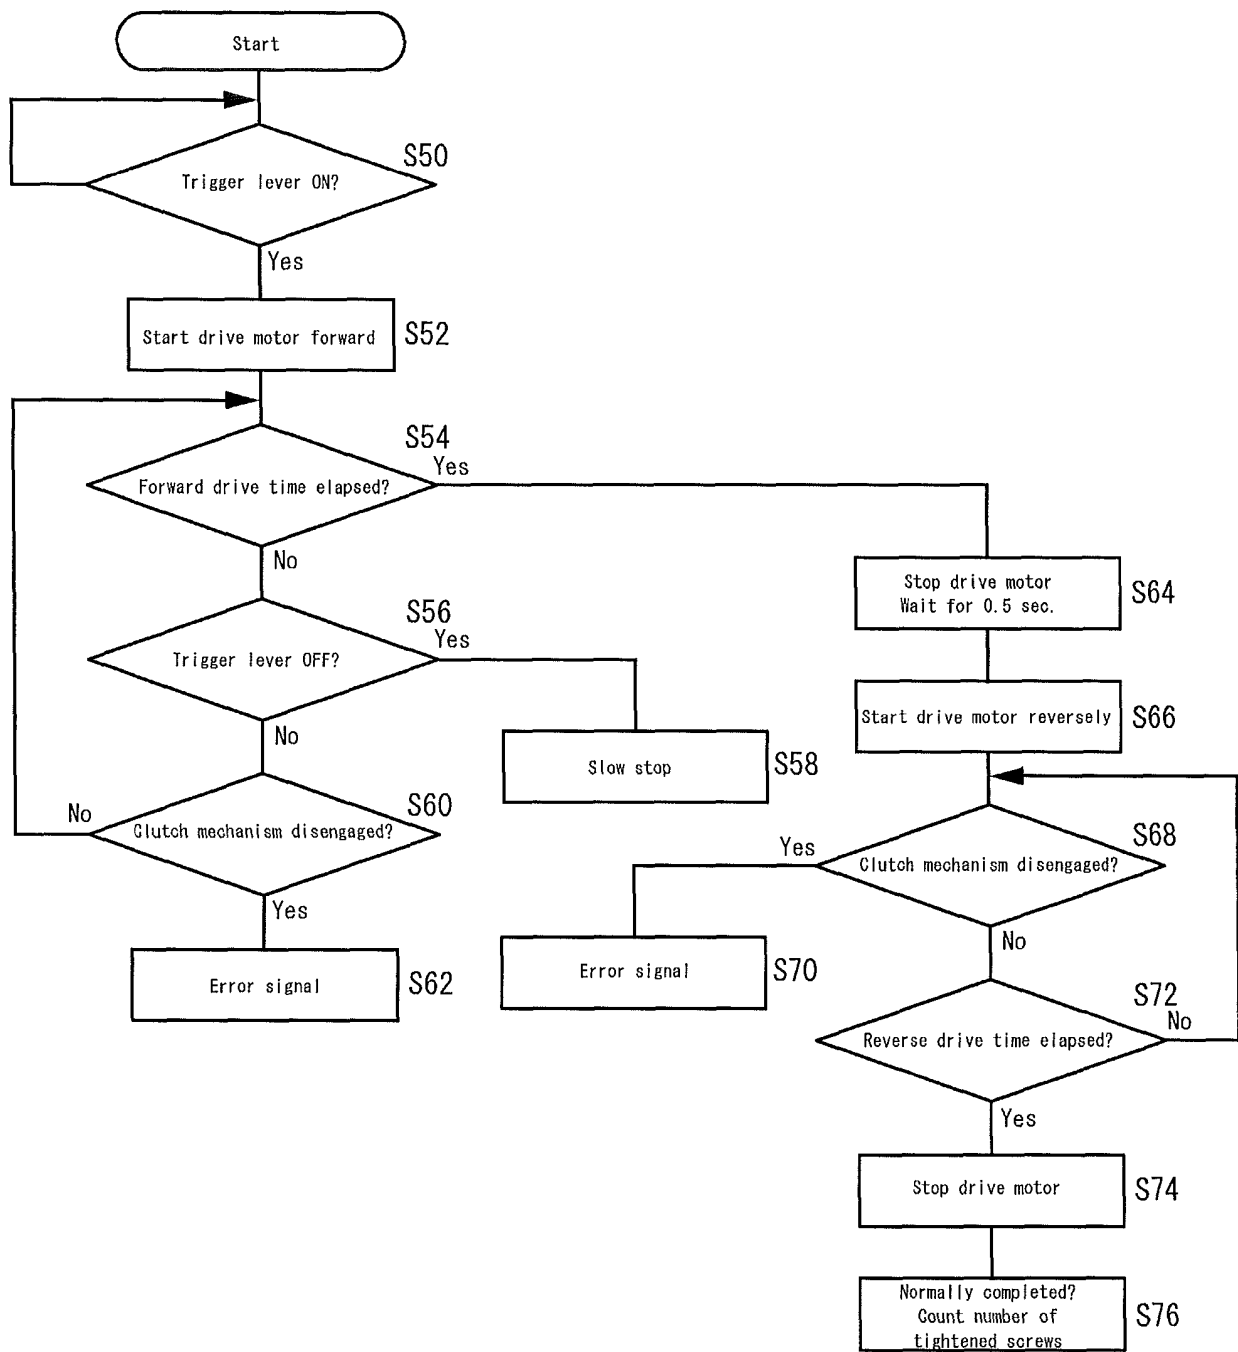 Start
S50
Trigger lever ON?
Yes
Start drive motor forward
S52
S54
Yes
Forward drive time elapsed?
No
Stop drive motor
Wait for 0.5 sec.
S64
S56
Yes
Trigger lever OFF?
No
Start drive motor reversely
S66
Slow stop
S58
No
S60
Clutch mechanism disengaged?
Yes
Yes
S68
Clutch mechanism disengaged?
No
Error signal
S62
Error signal
S70
S72
No
Reverse drive time elapsed?
Yes
Stop drive motor
S74
Normally completed?
Count number of
tightened screws
S76